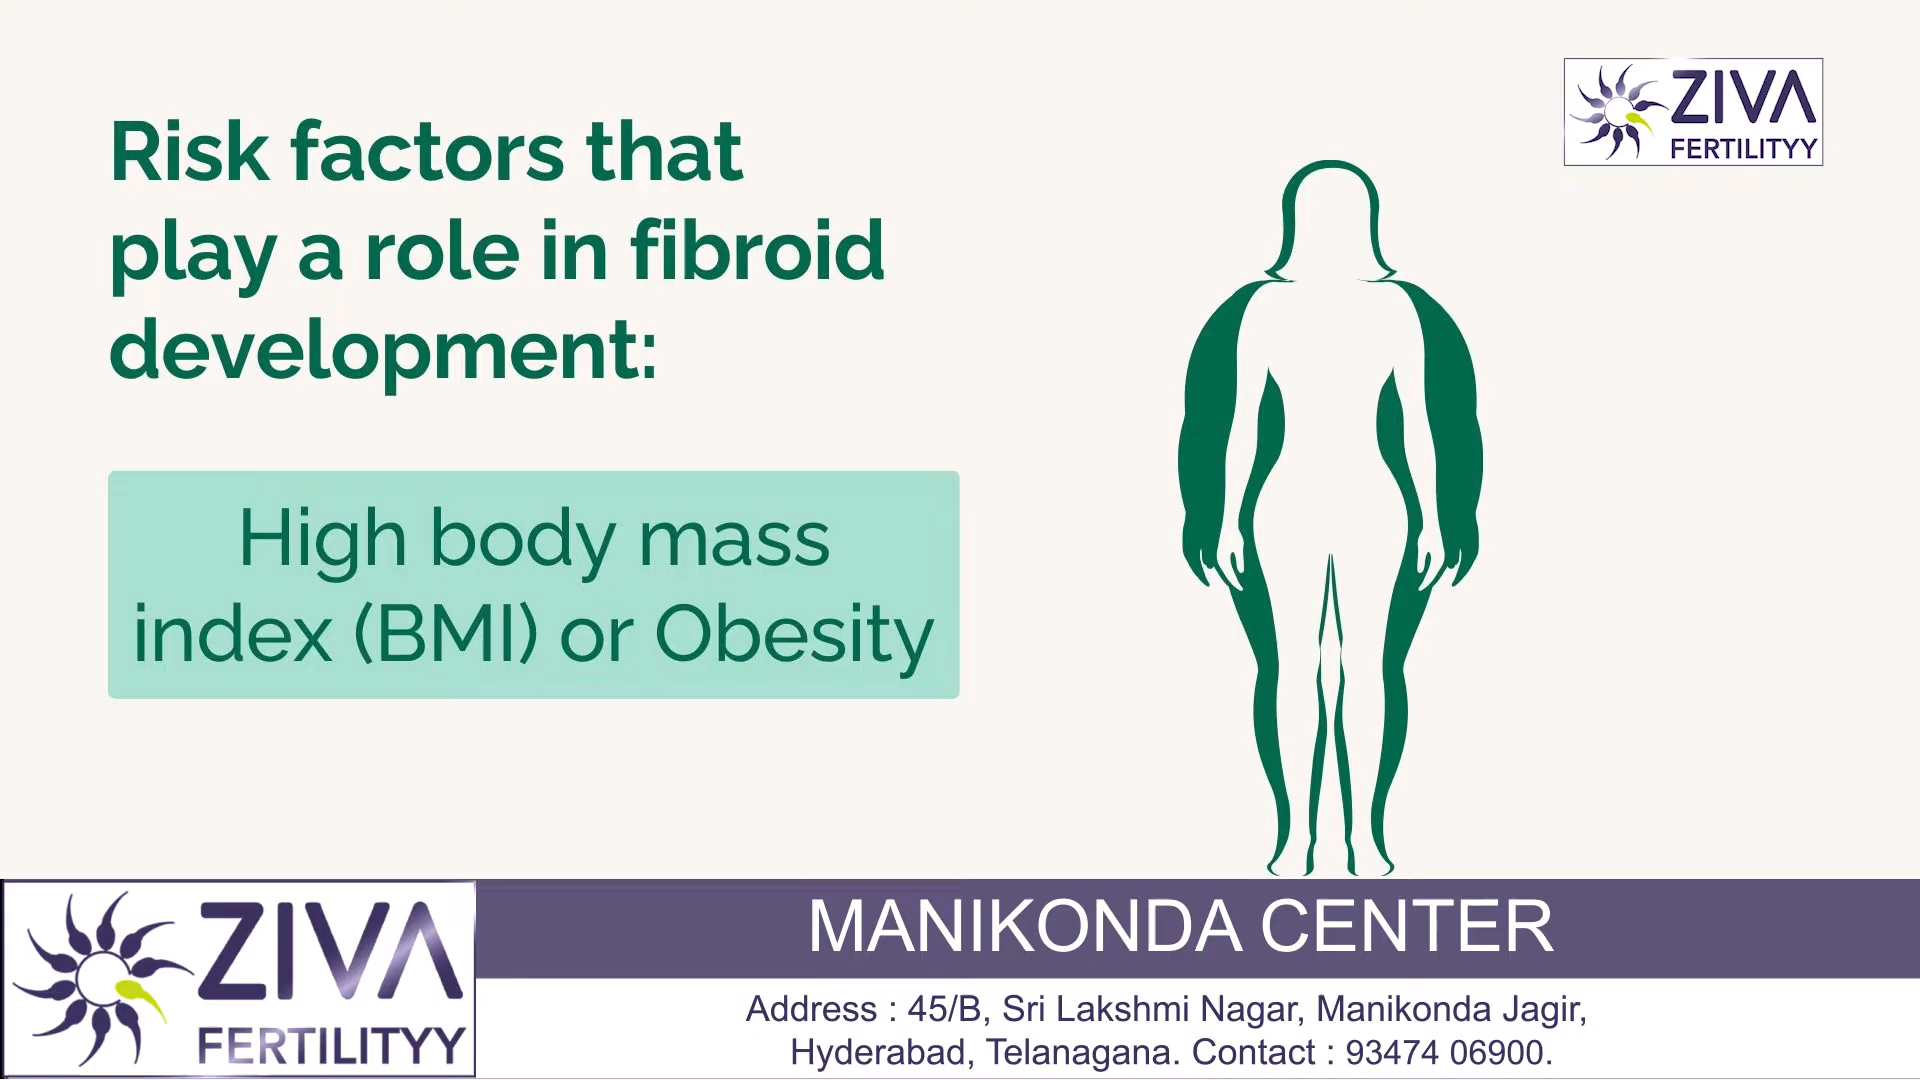 ZIVA
FERTILITYY
Risk factors that
play a role in fibroid
development:
High body mass
index (BMI) or Obesity
ZIVA
FERTILITYY
MANIKONDA CENTER
Address : 45/B, Sri Lakshmi Nagar, Manikonda Jagir,
Hyderabad, Telanagana. Contact : 93474 06900.